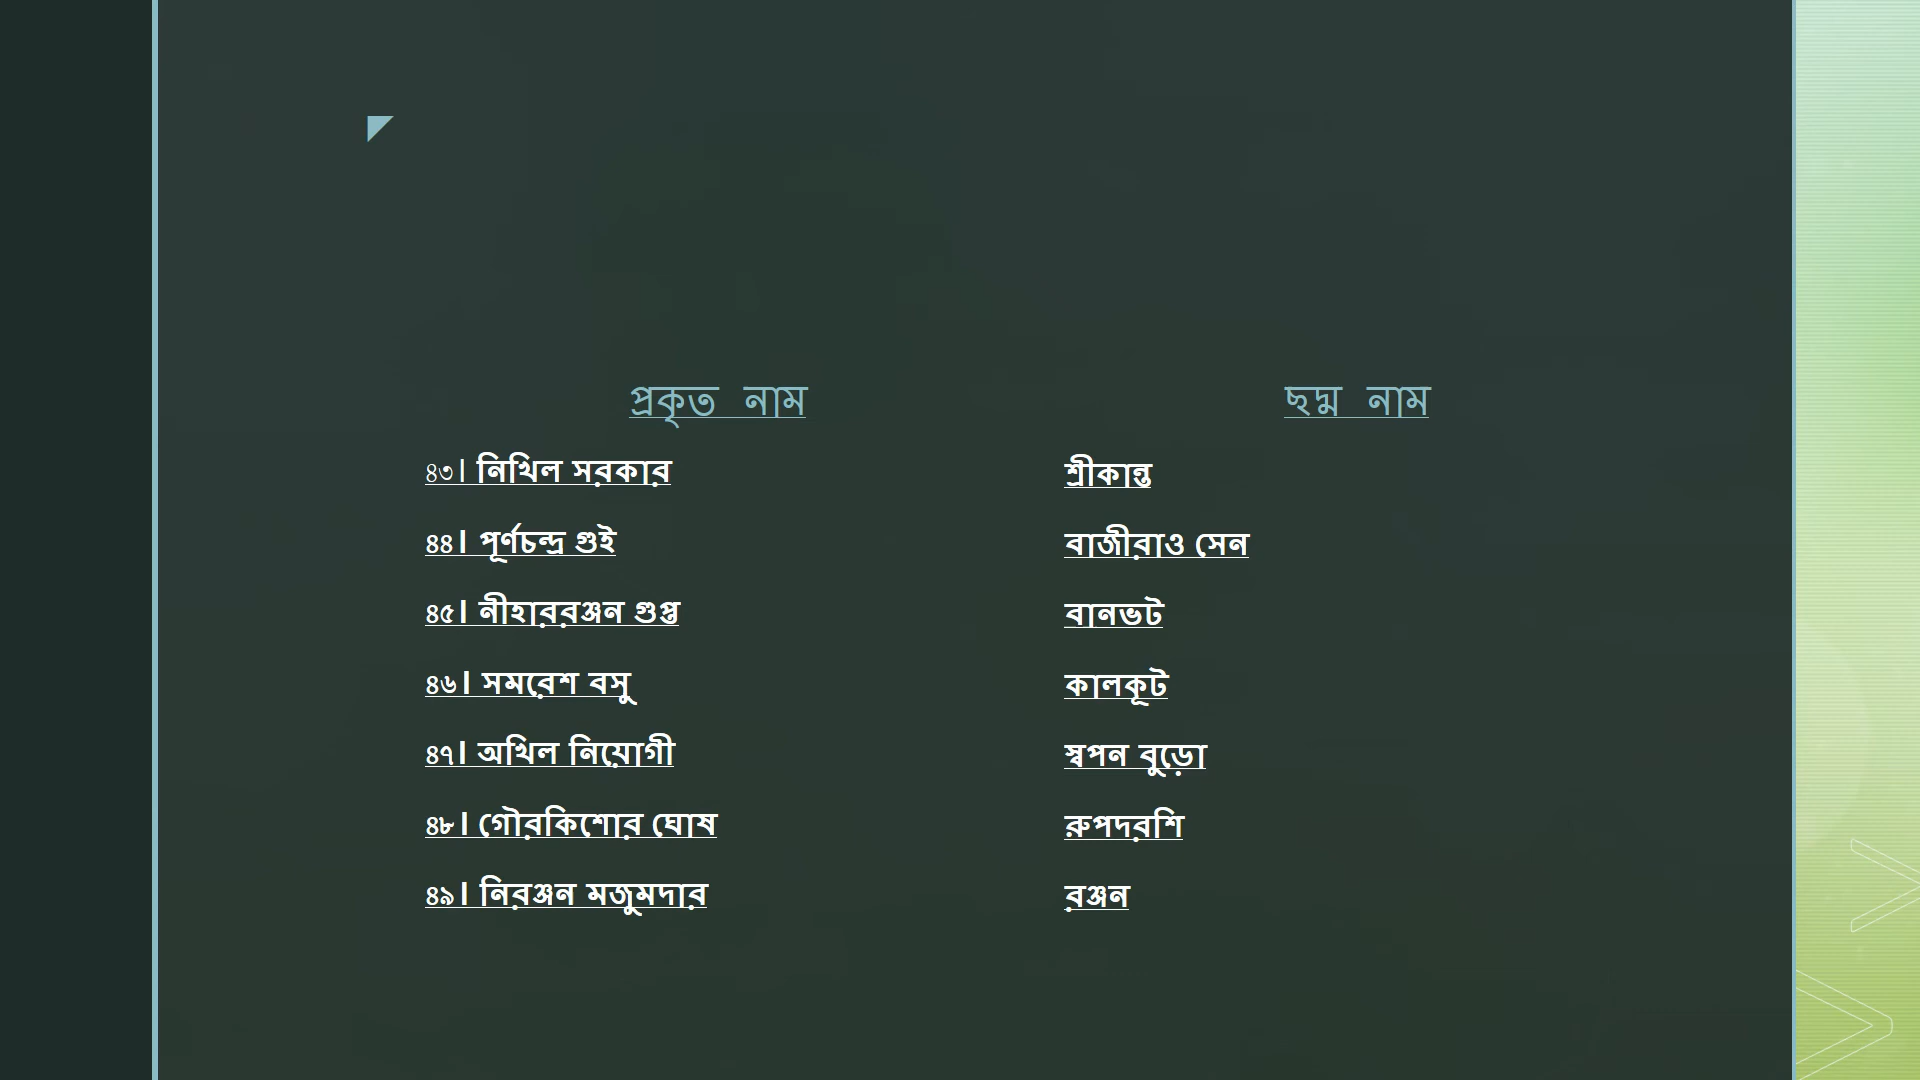 প্রকৃত নাম
ছদ্ম নাম
৪৩। নিখিল সরকার
শ্রীকান্ত
৪৪। পূর্ণচন্দ্র গুই
বাজীরাও সেন
৪৫। নীহাররঞ্জন গুপ্ত
বানভট
৪৬। সমরেশ বসু
কালকূট
৪৭। অখিল নিয়োগী
স্বপন বুড়ো
৪৮। গৌরকিশোর ঘোষ
রুপদরশি
৪৯। নিরঞ্জন মজুমদার
রঞ্জন